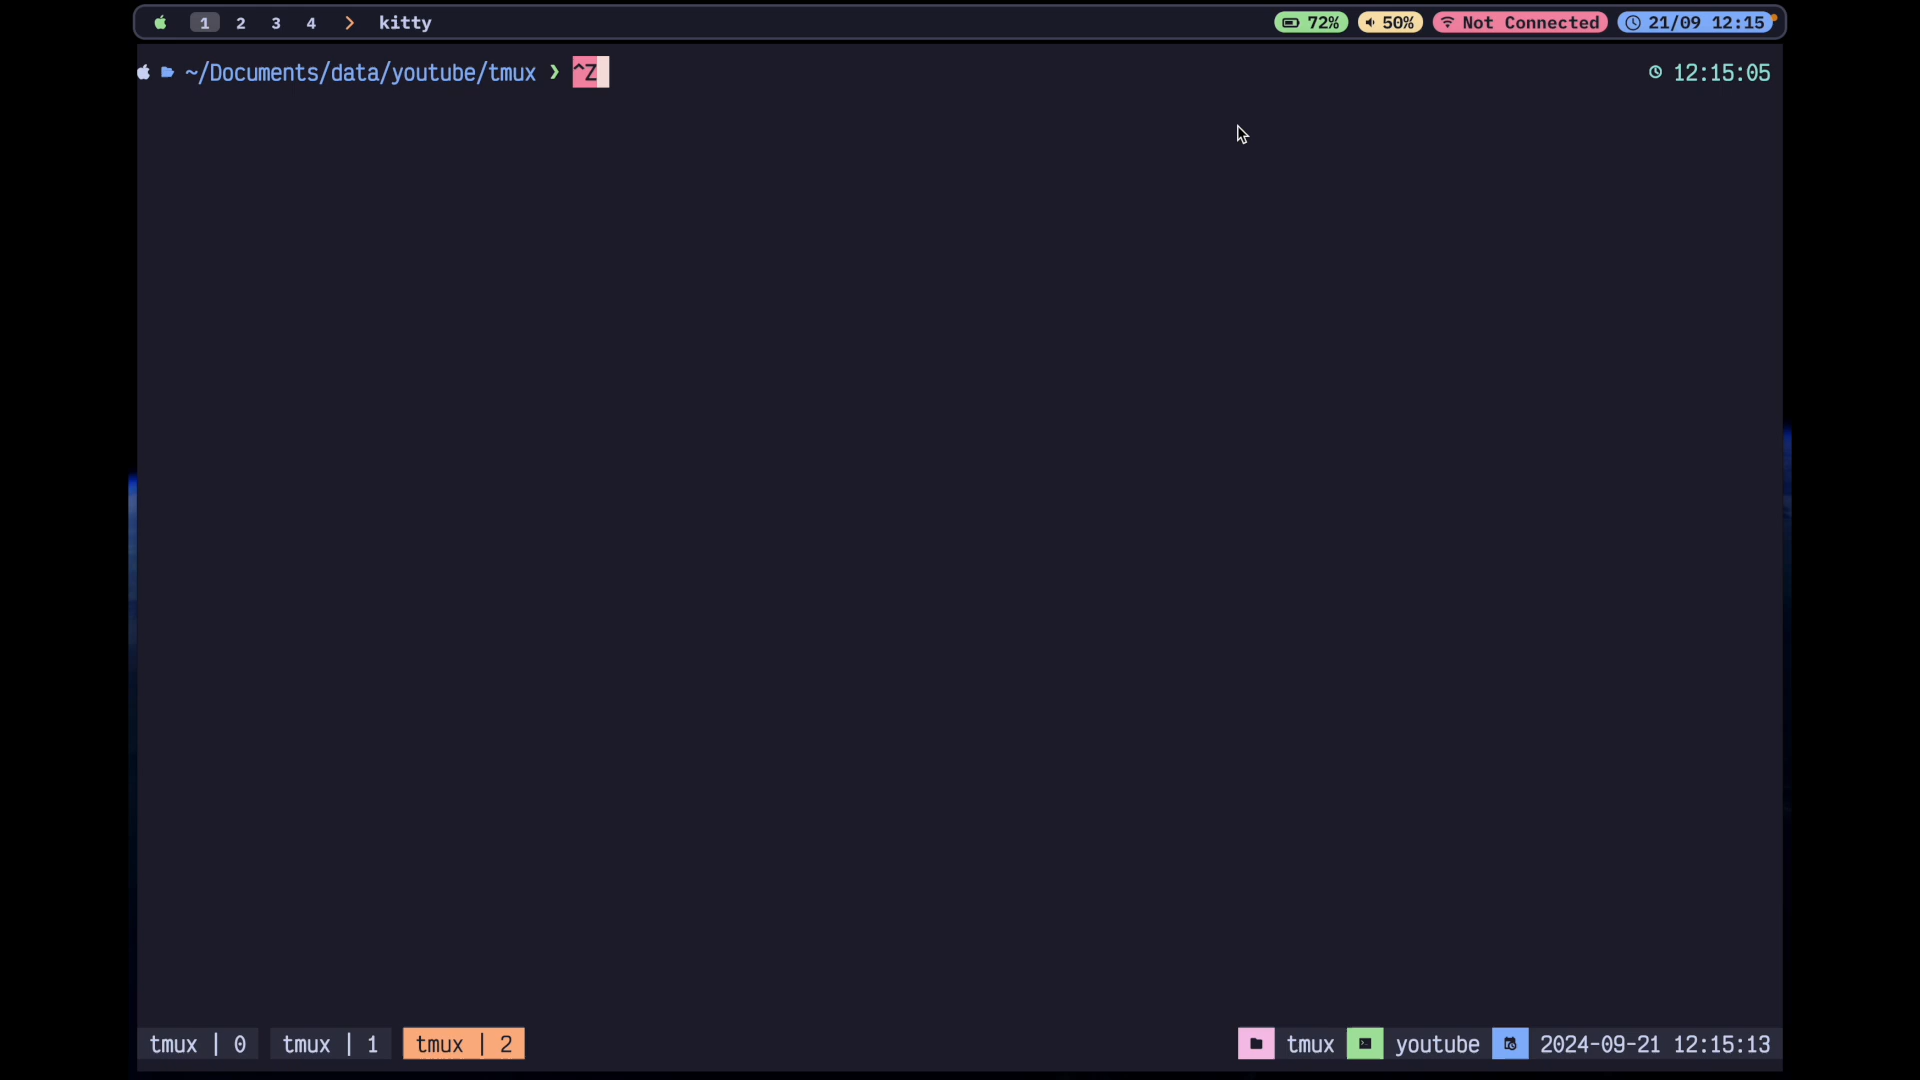 1 2 3 4 > kitty 72% 50% Not Connected 21/09 12:15
~/Documents/data/youtube/tmux ❯ ^Z 12:15:05
tmux | 0 tmux | 1 tmux | 2 tmux youtube 2024-09-21 12:15:13